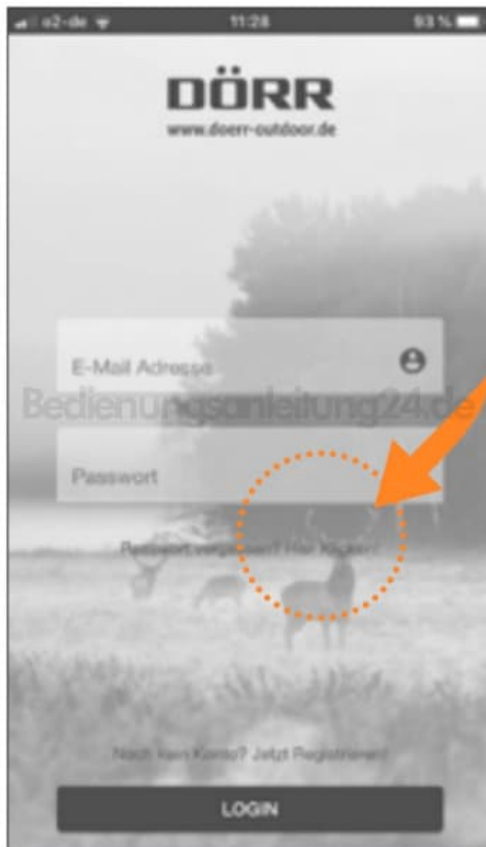 o2-de 11:28 93 %
DÖRR
www.doerr-outdoor.de
E-Mail Adresse
Bedienungsanleitung24.de
Passwort
Passwort vergessen? Hier Klicken!
Noch kein Konto? Jetzt Registrieren!
LOGIN